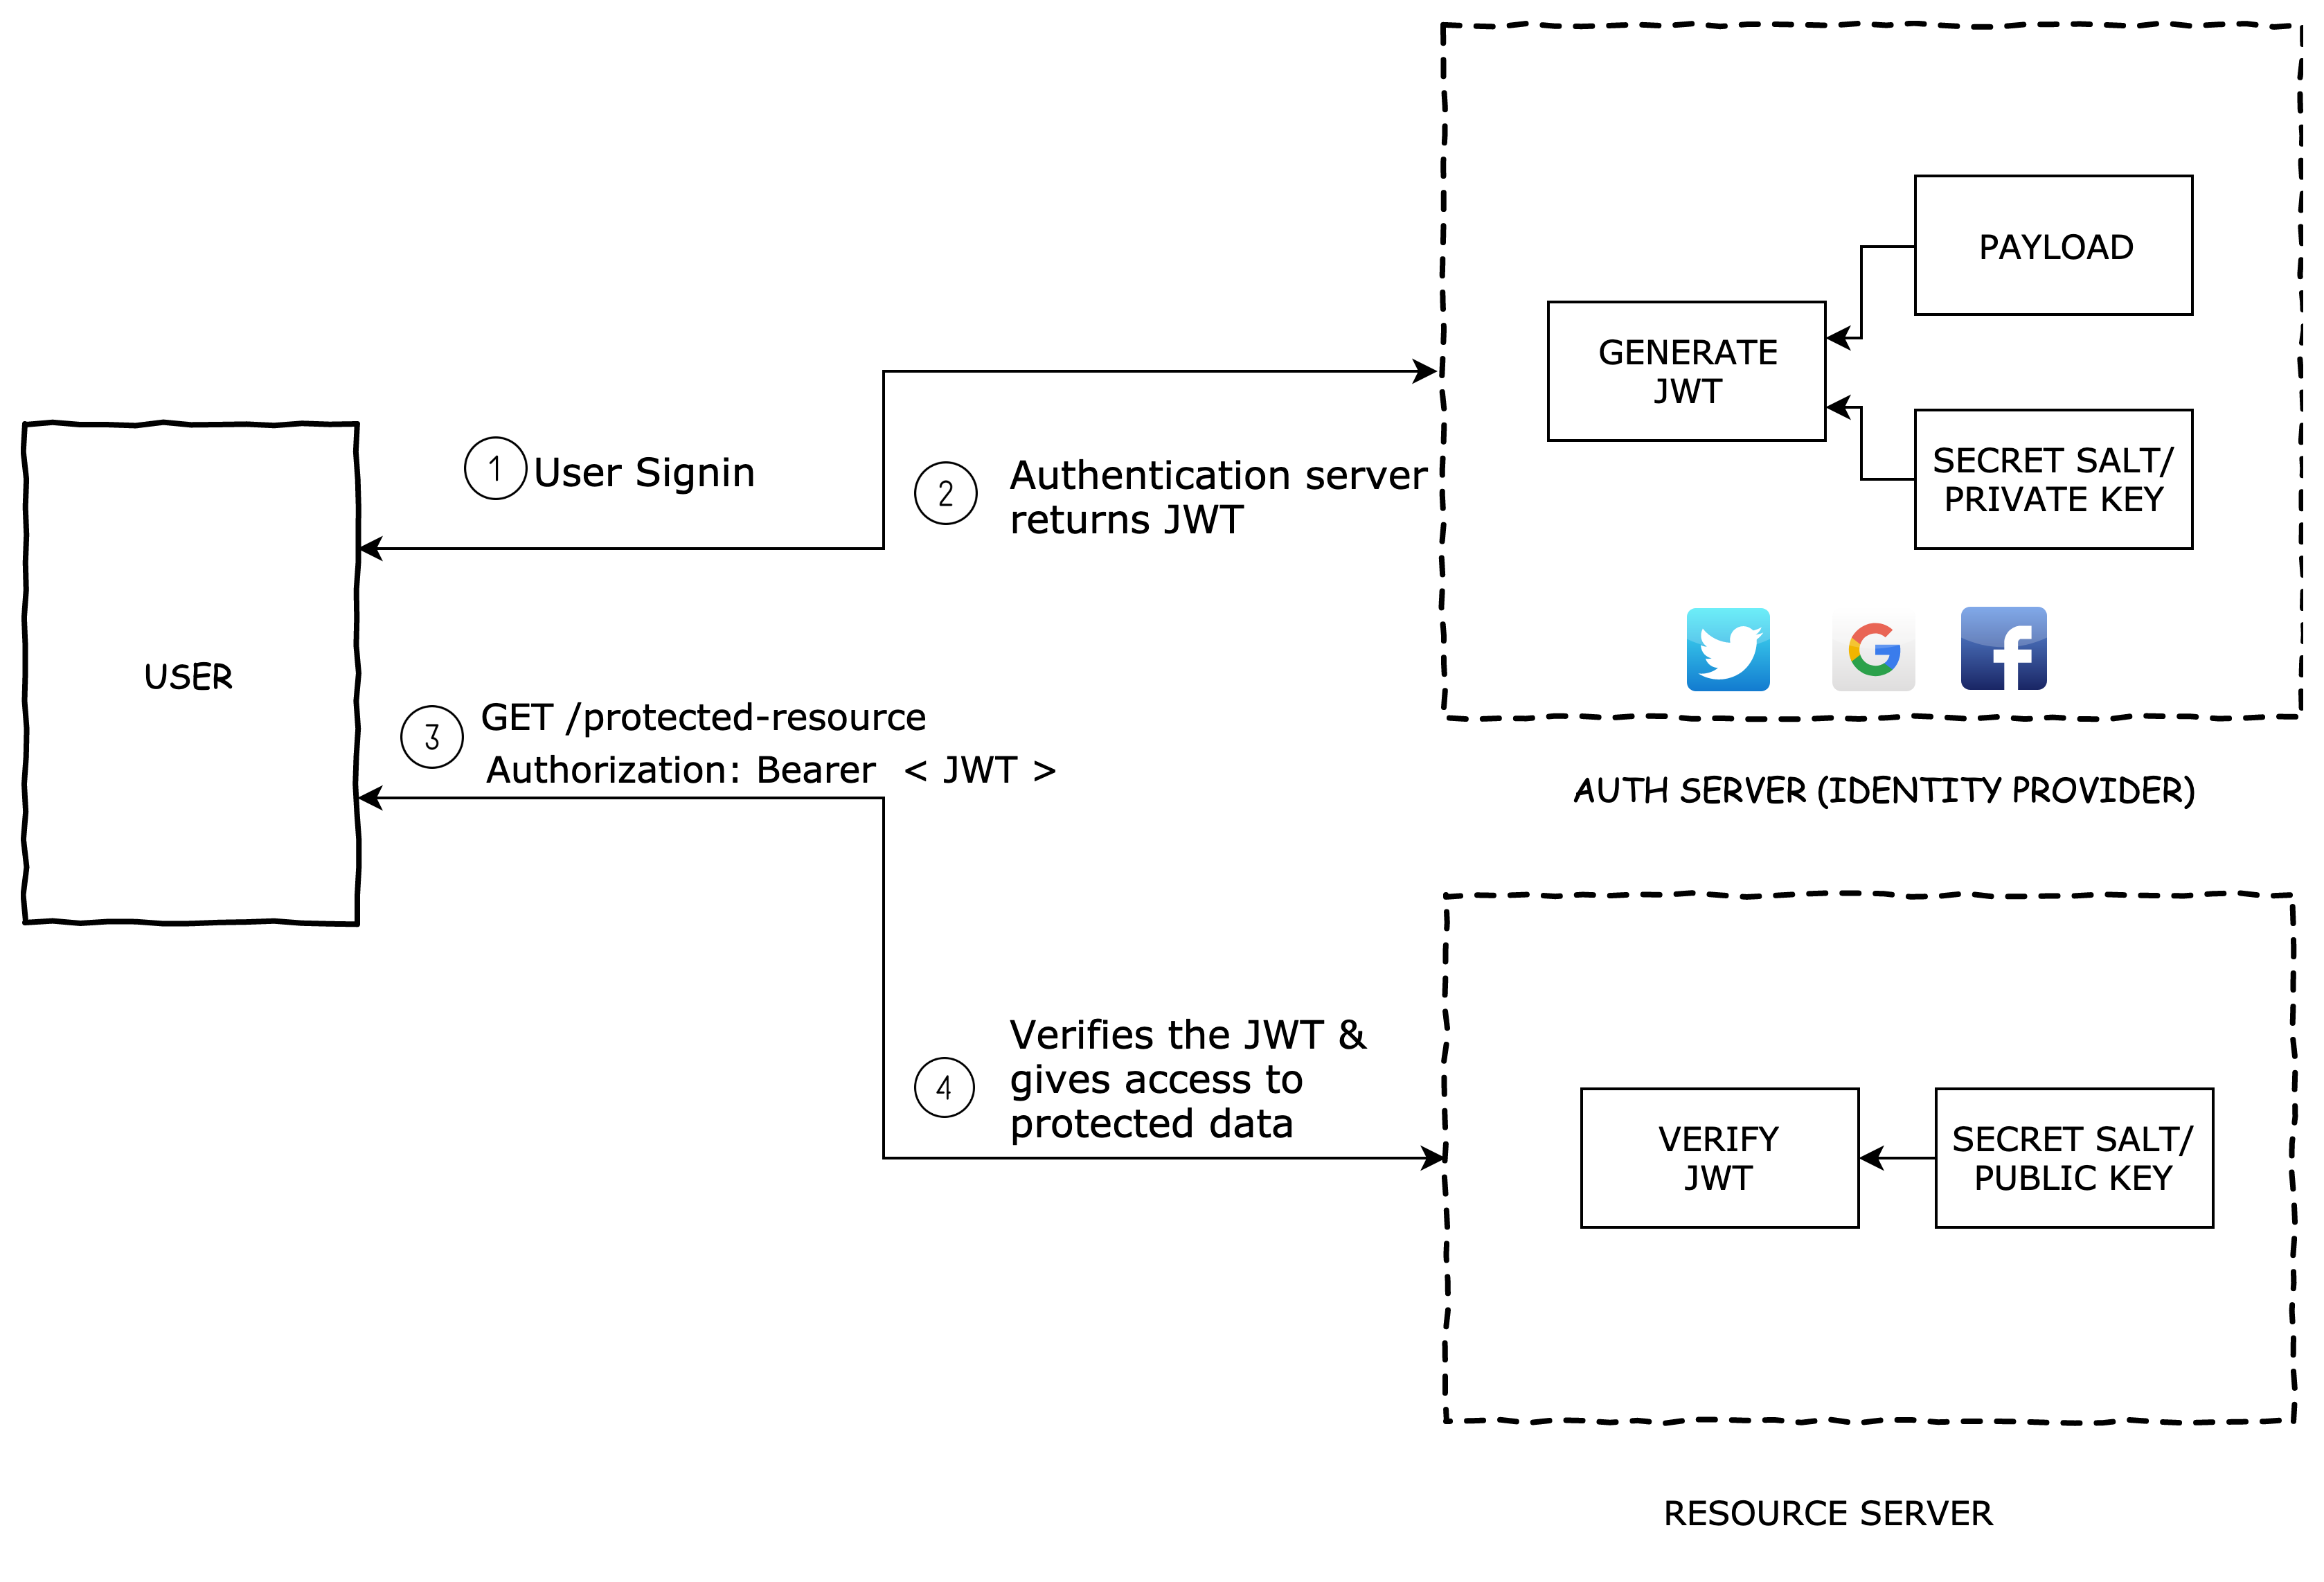 PAYLOAD
GENERATE
JWT
SECRET SALT/
PRIVATE KEY
1 User Signin
2 Authentication server
returns JWT
USER
3 GET /protected-resource
Authorization: Bearer < JWT >
AUTH SERVER (IDENTITY PROVIDER)
4 Verifies the JWT &
gives access to
protected data
VERIFY
JWT
SECRET SALT/
PUBLIC KEY
RESOURCE SERVER